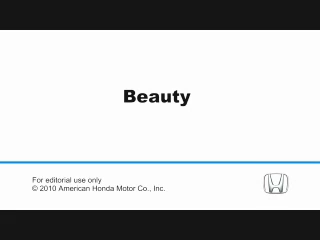 Beauty
For editorial use only
© 2010 American Honda Motor Co., Inc.